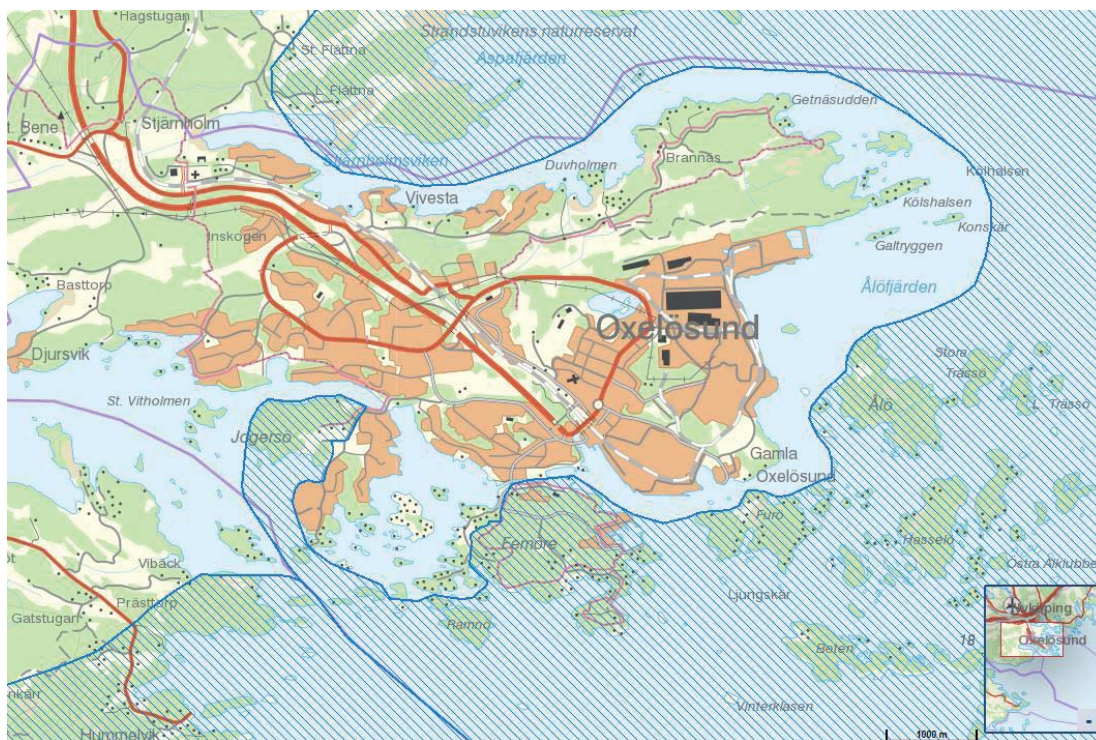 Hagstugan
Strandstuvikens naturreservat
St. Flättna
Aspafjärden
L. Flättna
Getnäsudden
t. Bene
Stjärnholm
Stjärnholmsviken
Duvholmen
Brannäs
Kölhalsen
Vivesta
Kölshalsen
Konskär
Inskogen
Galtryggen
Basttorp
Ålöfjärden
Oxelösund
Djursvik
Stora
Trässö
St. Vitholmen
Ålö
L. Trässö
Jogersö
Gamla
Oxelösund
Furö
Hasselö
Femöre
Vibäck
Östra Älklubbe
Prästtorp
Ljungskär
Gatstugan
Nyköping
Ramnö
18
Oxelösund
Beten
nkärr
Vinterklasen
Hummelvik
1000 m